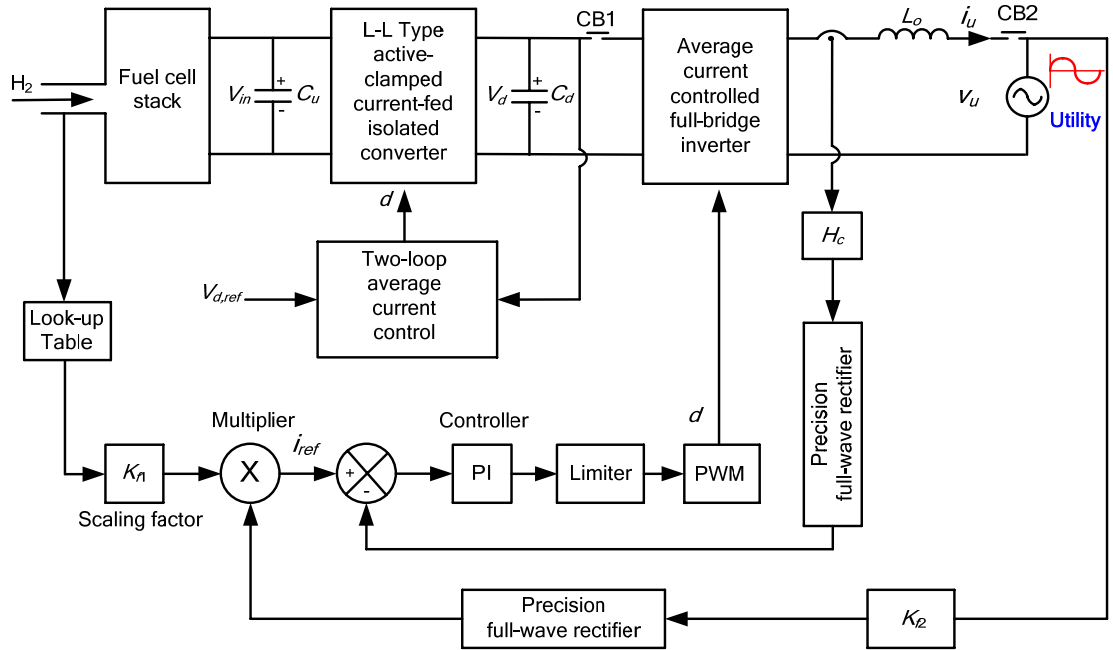 H2
Fuel cell
stack
Vin
+
-
Cu
L-L Type
active-
clamped
current-fed
isolated
converter
Vd
+
-
Cd
CB1
Average
current
controlled
full-bridge
inverter
Lo
iu
CB2
vu
Utility
d
Two-loop
average
current
control
Vd,ref
Hc
Look-up
Table
Precision
full-wave rectifier
Multiplier
Controller
d
Kf1
X
iref
+
-
PI
Limiter
PWM
Scaling factor
Precision
full-wave rectifier
Kf2